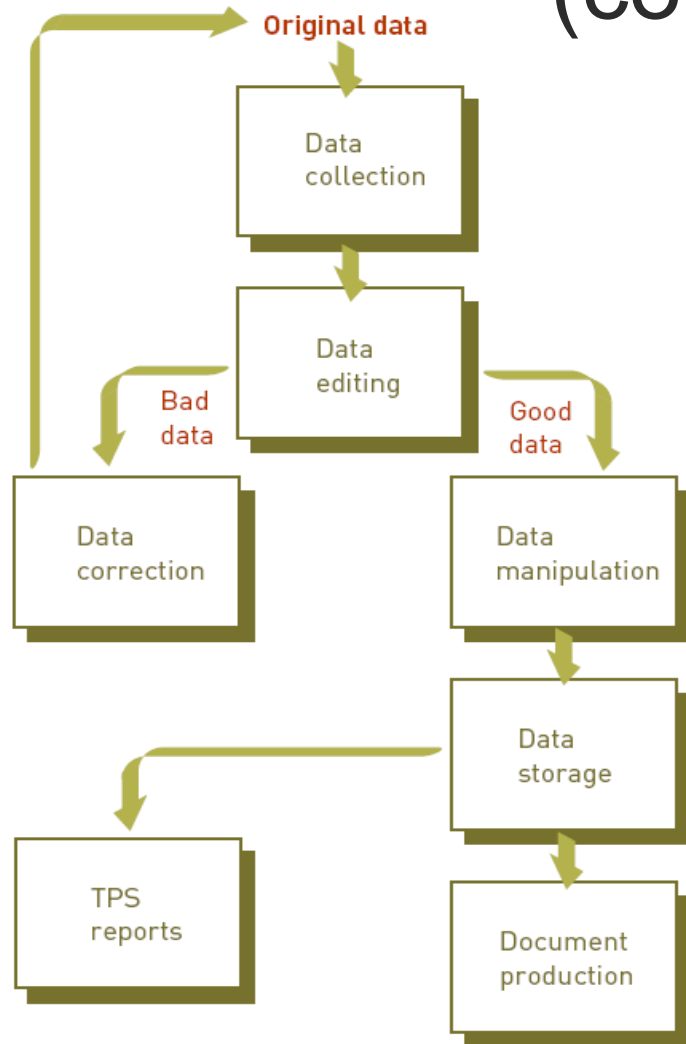 (co
Original data
Data
collection
Data
editing
Bad
data
Good
data
Data
correction
Data
manipulation
Data
storage
TPS
reports
Document
production